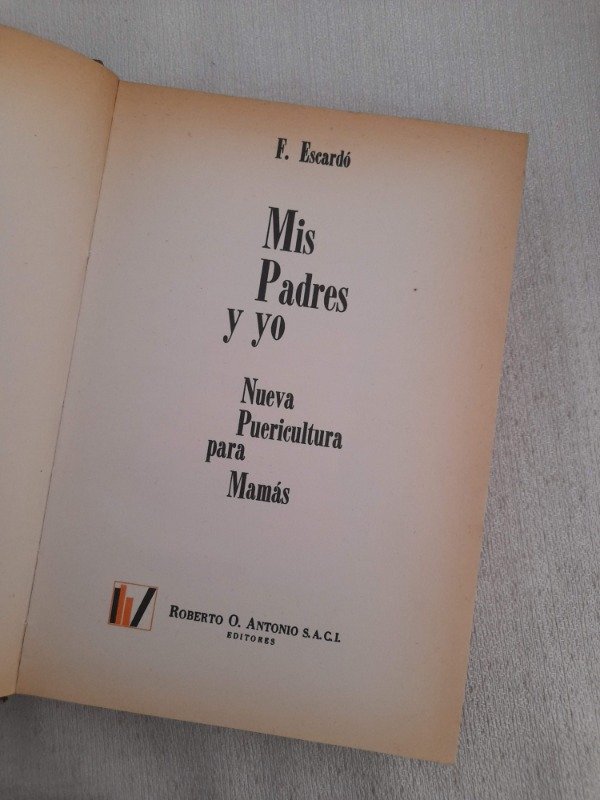 F. Escardó
Mis
Padres
y yo
Nueva
Puericultura
para
Mamás
ROBERTO O. ANTONIO S.A.C.I.
EDITORES